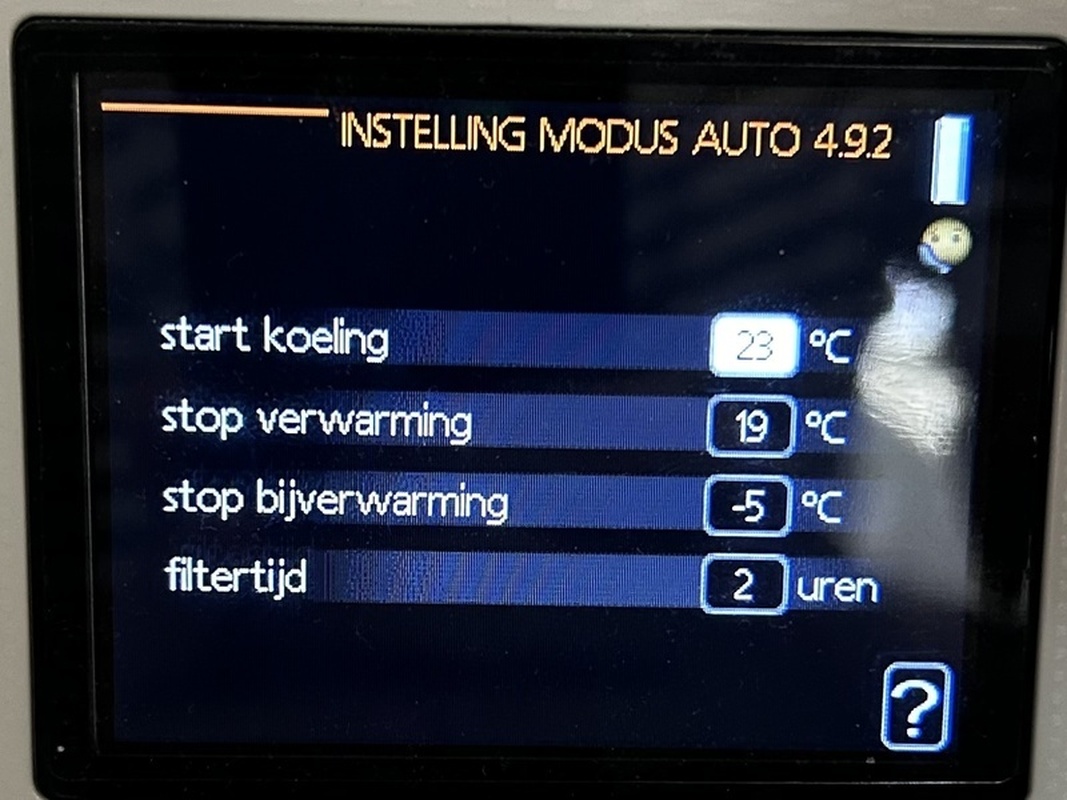 INSTELLING MODUS AUTO 4.9.2
start koeling 23 °C
stop verwarming 19 °C
stop bijverwarming -5 °C
filtertijd 2 uren
?